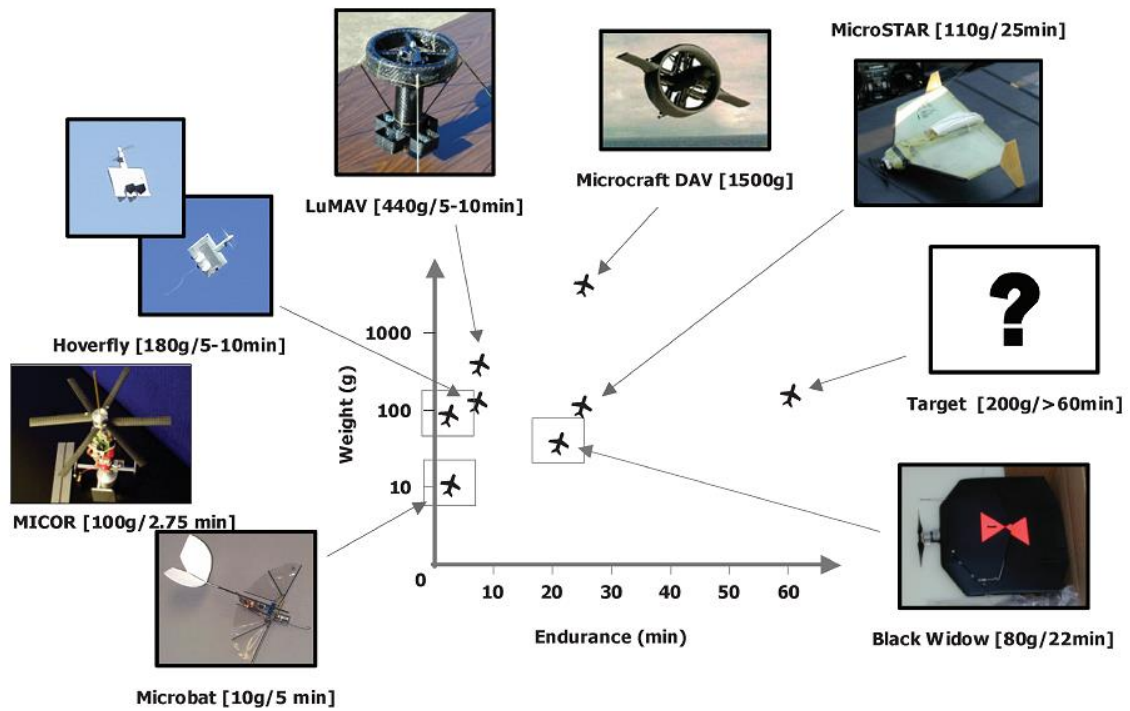 MicroSTAR [110g/25min]
Microcraft DAV [1500g]
LuMAV [440g/5-10min]
Hoverfly [180g/5-10min]
?
Target [200g/>60min]
MICOR [100g/2.75 min]
Microbat [10g/5 min]
Black Widow [80g/22min]
Weight (g)
1000
100
10
0
10 20 30 40 50 60
Endurance (min)